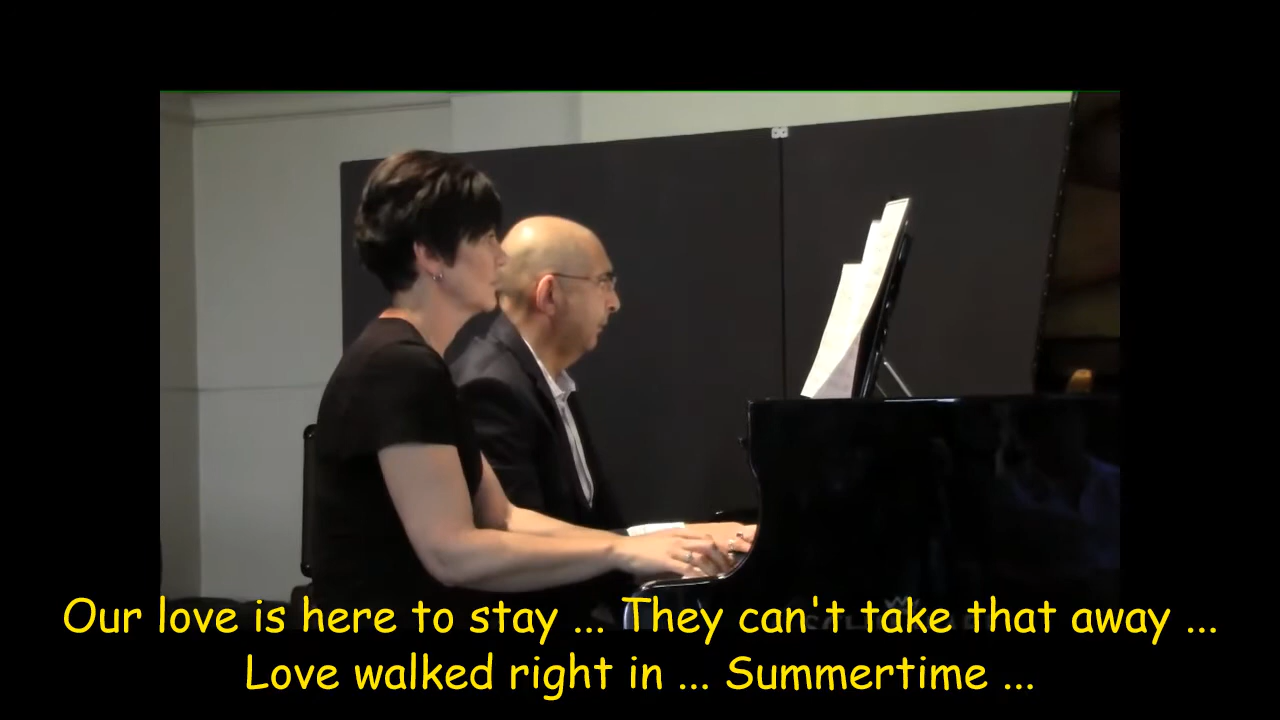 Our love is here to stay ... They can't take that away ...
Love walked right in ... Summertime ...